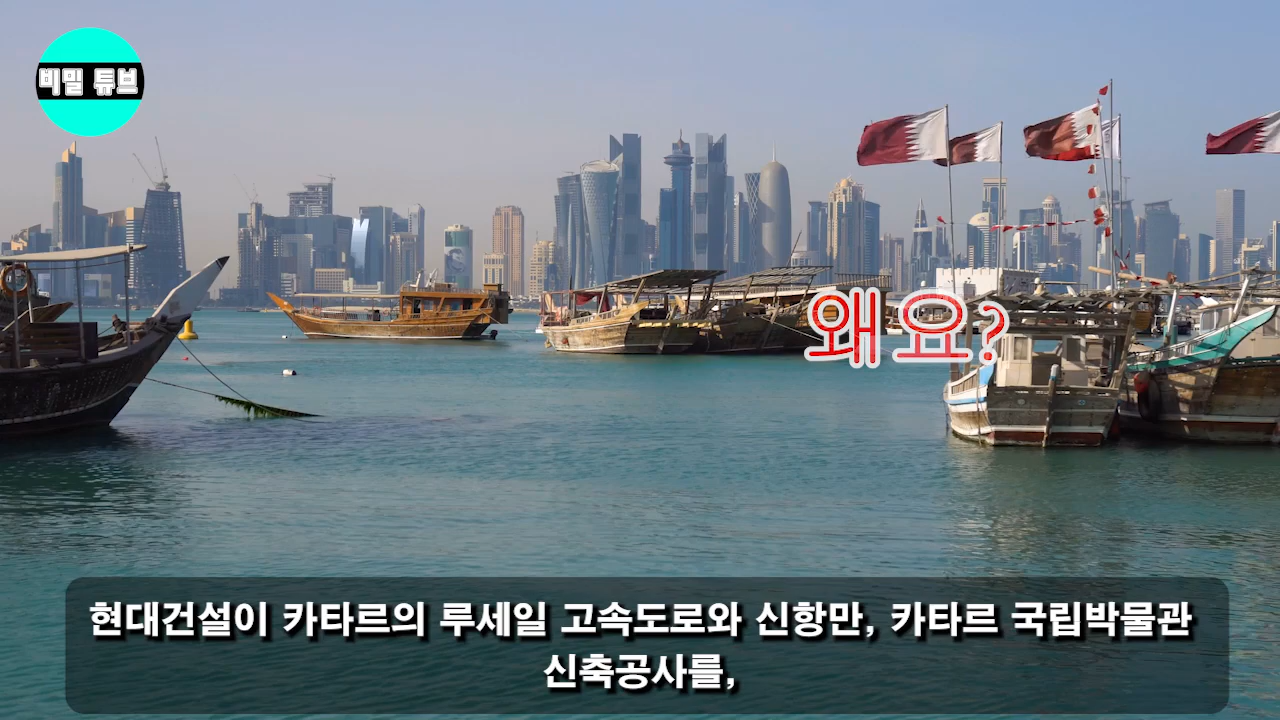 비밀 튜브
왜 요?
현대건설이 카타르의 루세일 고속도로와 신항만, 카타르 국립박물관
신축공사를,